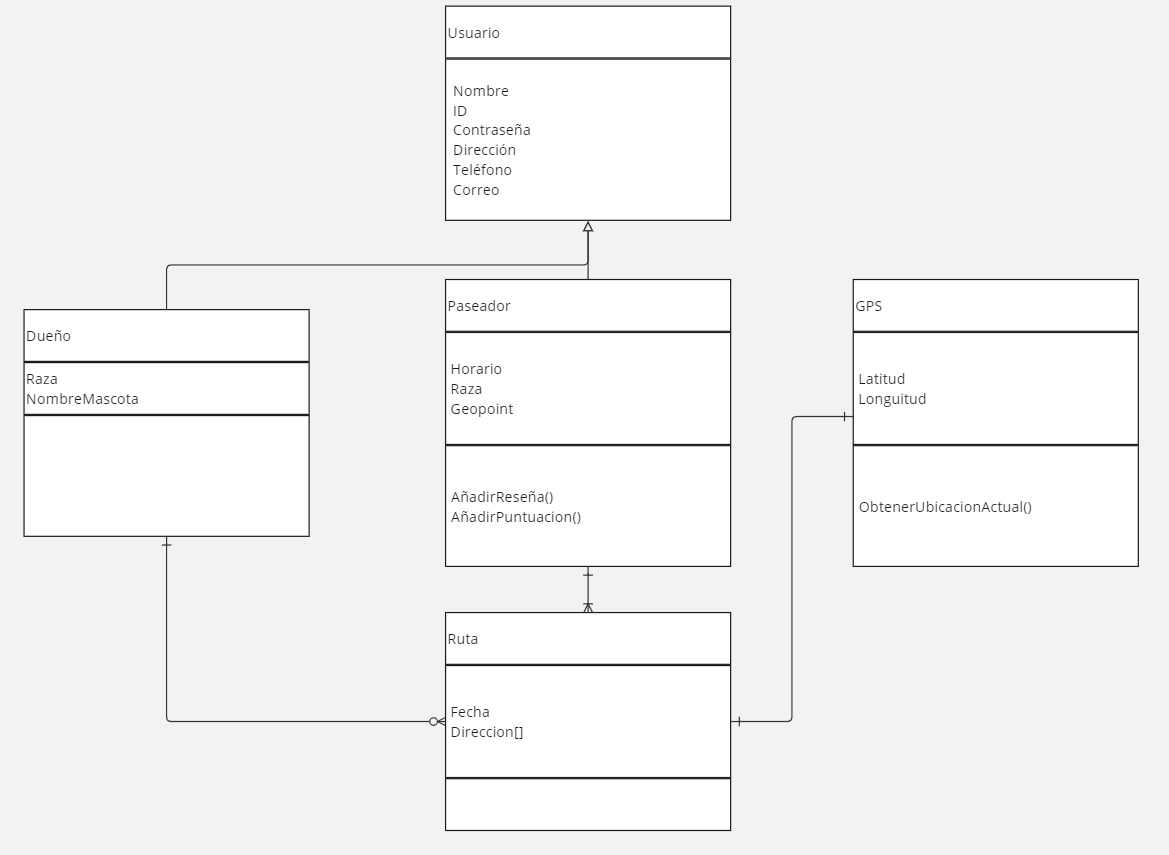 Usuario
Nombre
ID
Contraseña
Dirección
Teléfono
Correo
Dueño
Raza
NombreMascota
Paseador
Horario
Raza
Geopoint
AñadirReseña()
AñadirPuntuacion()
GPS
Latitud
Longuitud
ObtenerUbicacionActual()
Ruta
Fecha
Direccion[]